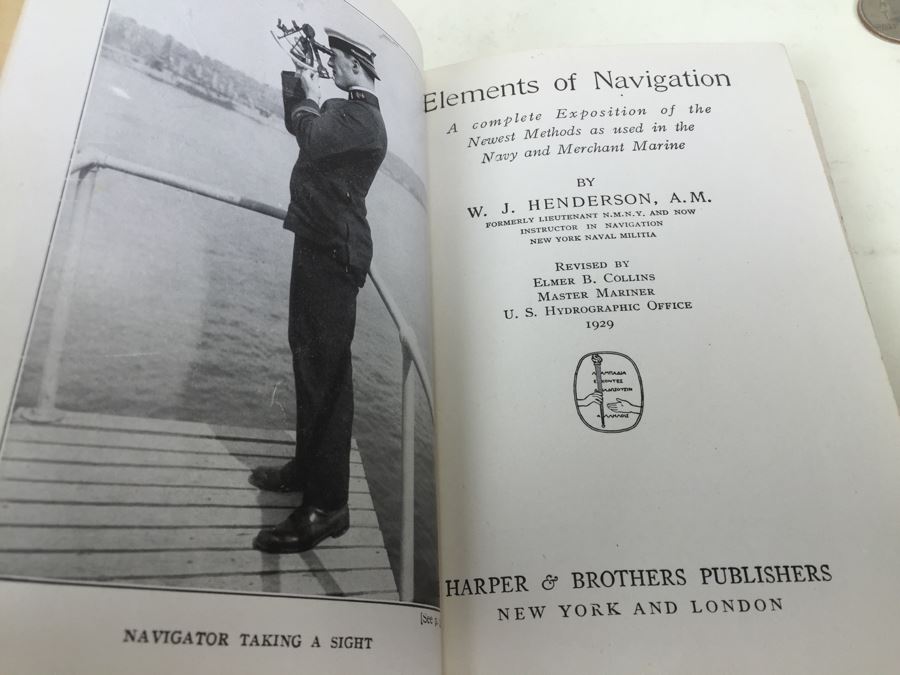 [See p.
NAVIGATOR TAKING A SIGHT
Elements of Navigation
A complete Exposition of the
Newest Methods as used in the
Navy and Merchant Marine
BY
W. J. HENDERSON, A.M.
FORMERLY LIEUTENANT N.M.N.Y. AND NOW
INSTRUCTOR IN NAVIGATION
NEW YORK NAVAL MILITIA
REVISED BY
ELMER B. COLLINS
MASTER MARINER
U. S. HYDROGRAPHIC OFFICE
1929
HARPER & BROTHERS PUBLISHERS
NEW YORK AND LONDON